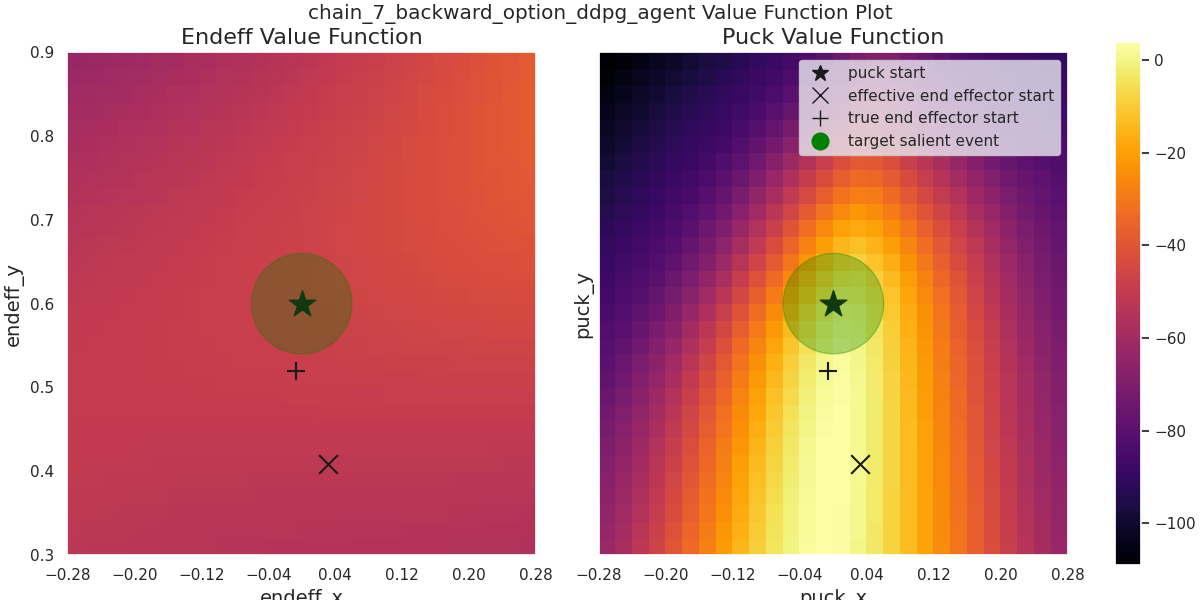 chain_7_backward_option_ddpg_agent Value Function Plot
Endeff Value Function
Puck Value Function
puck start
effective end effector start
true end effector start
target salient event
0.9
0.8
0.7
0.6
0.5
0.4
0.3
endeff_y
−0.28 −0.20 −0.12 −0.04 0.04 0.12 0.20 0.28
endeff_x
puck_y
−0.28 −0.20 −0.12 −0.04 0.04 0.12 0.20 0.28
puck_x
0
−20
−40
−60
−80
−100